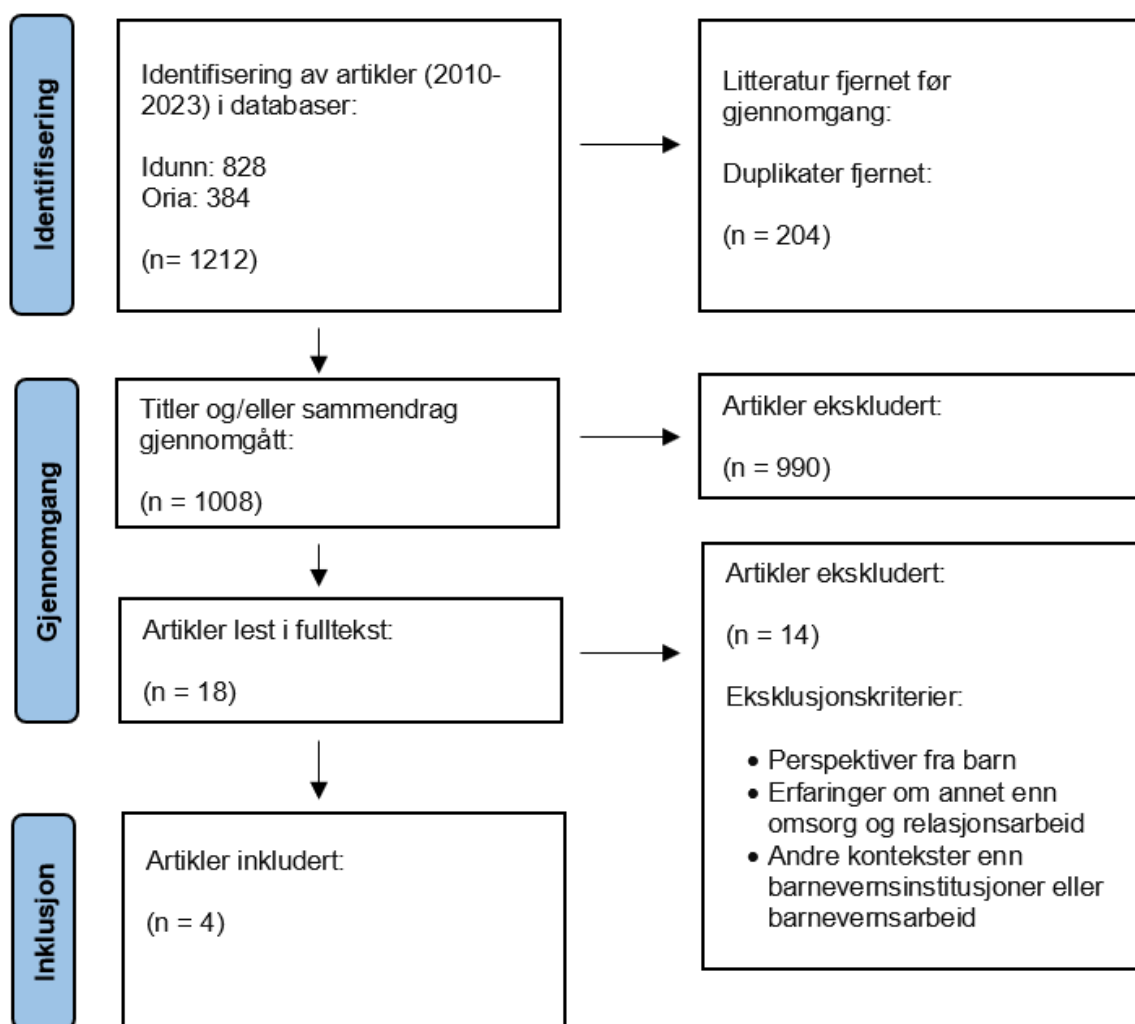 Identifisering
Identifisering av artikler (2010-
2023) i databaser:
Idunn: 828
Oria: 384
(n= 1212)
Litteratur fjernet før
gjennomgang:
Duplikater fjernet:
(n = 204)
Gjennomgang
Titler og/eller sammendrag
gjennomgått:
(n = 1008)
Artikler ekskludert:
(n = 990)
Artikler lest i fulltekst:
(n = 18)
Artikler ekskludert:
(n = 14)
Eksklusjonskriterier:
• Perspektiver fra barn
• Erfaringer om annet enn
omsorg og relasjonsarbeid
• Andre kontekster enn
barnevernsinstitusjoner eller
barnevernsarbeid
Inklusjon
Artikler inkludert:
(n = 4)